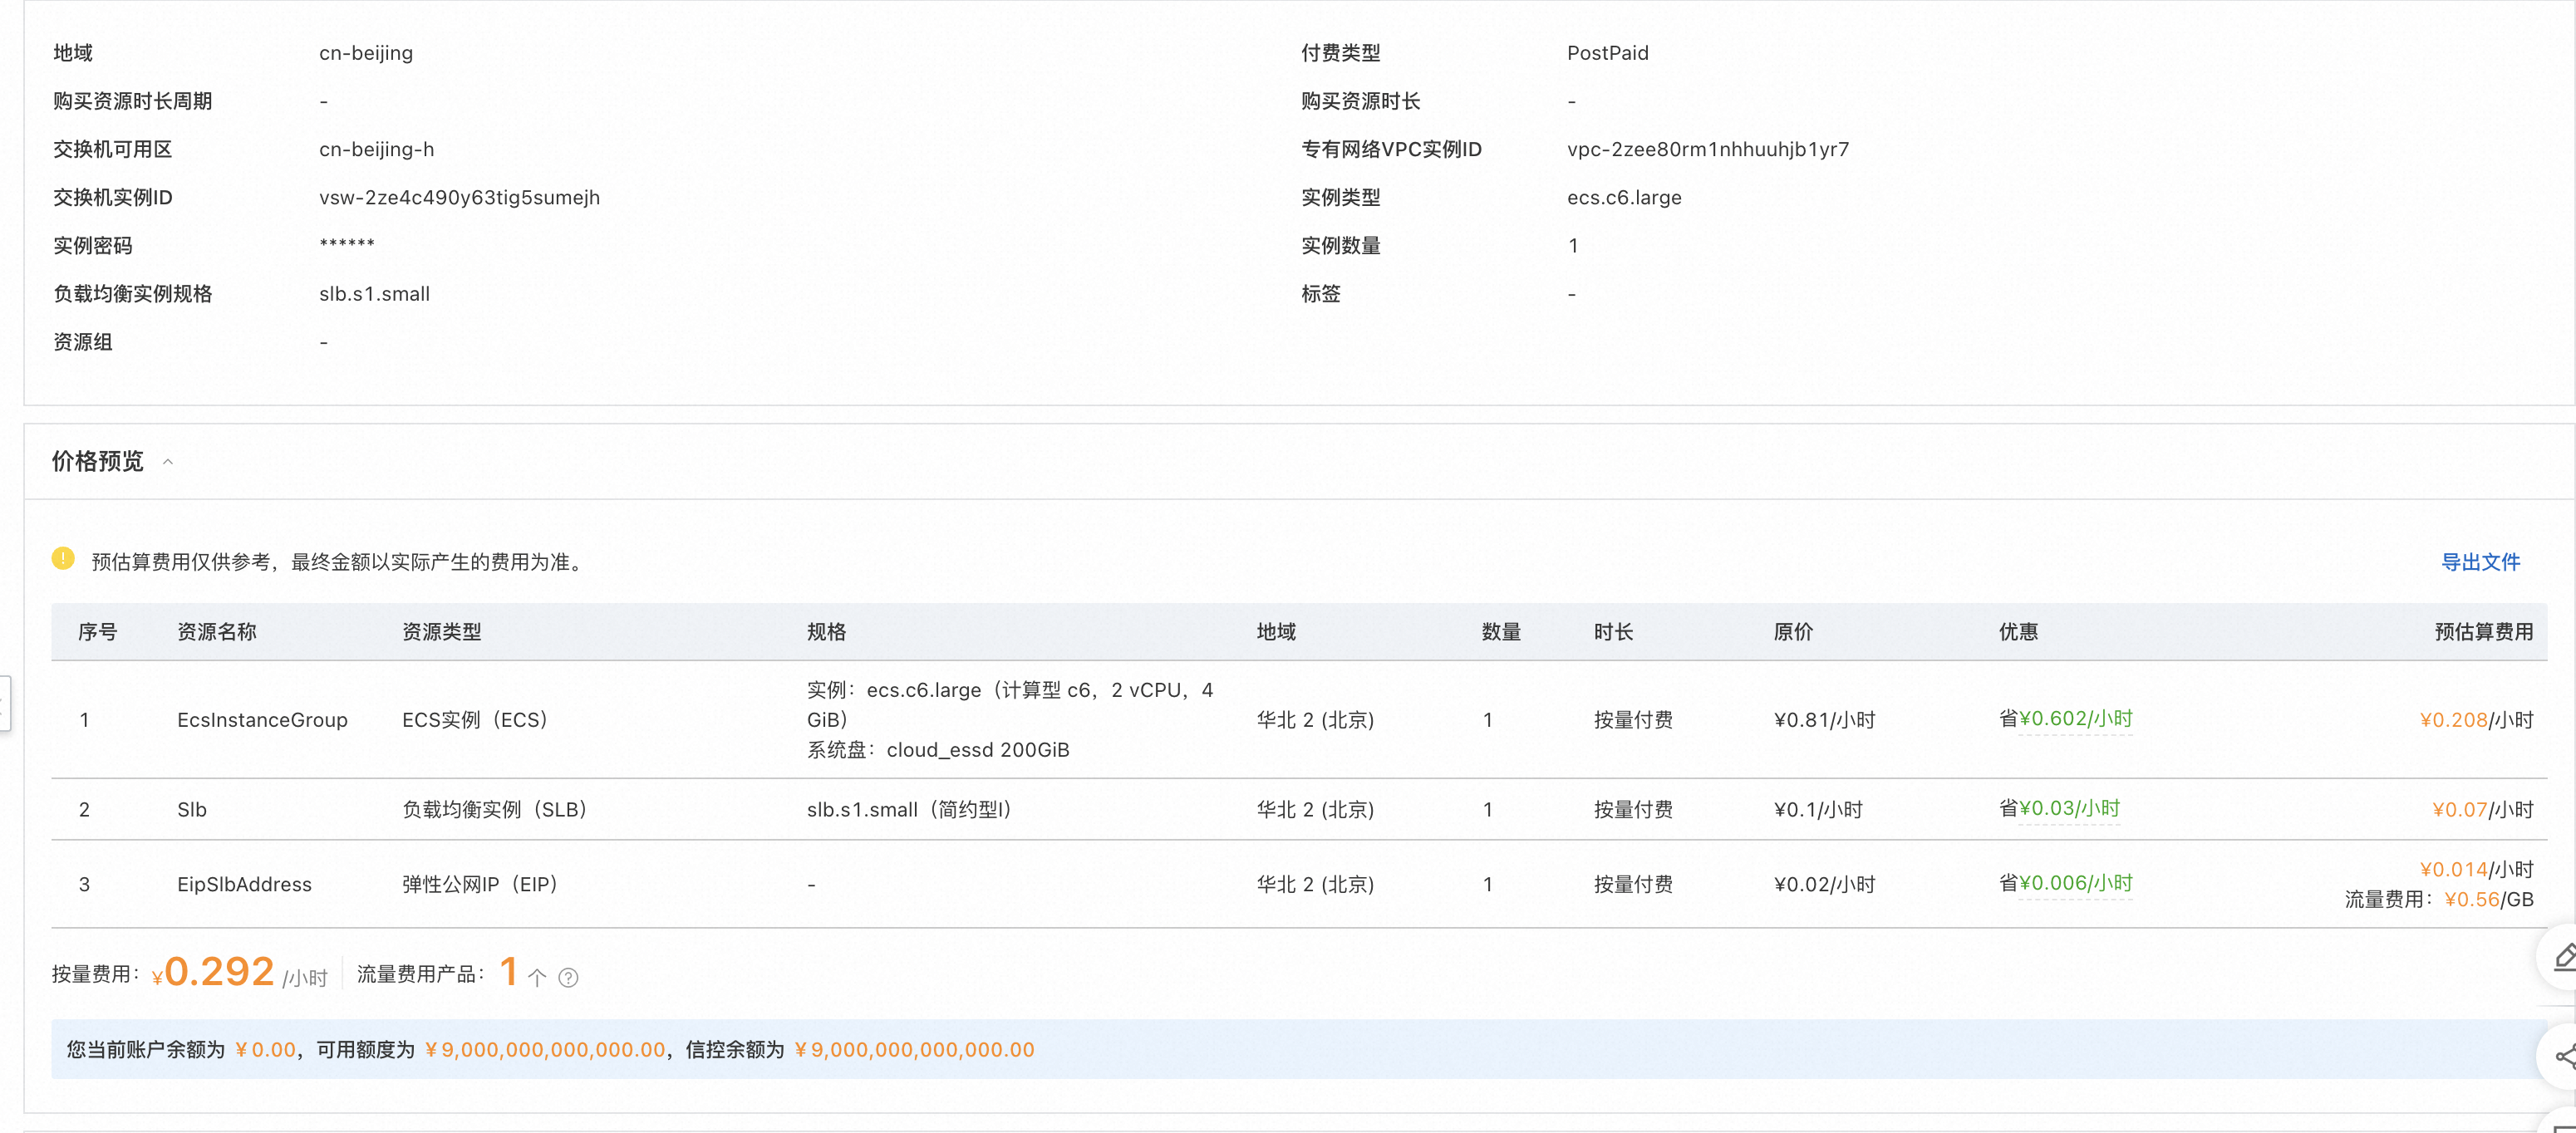 地域 cn-beijing 付费类型 PostPaid
购买资源时长周期 - 购买资源时长 -
交换机可用区 cn-beijing-h 专有网络VPC实例ID vpc-2zee80rm1nhhuuhjb1yr7
交换机实例ID vsw-2ze4c490y63tig5sumejh 实例类型 ecs.c6.large
实例密码 ****** 实例数量 1
负载均衡实例规格 slb.s1.small 标签 -
资源组 -
价格预览
预估算费用仅供参考，最终金额以实际产生的费用为准。 导出文件
序号 资源名称 资源类型 规格 地域 数量 时长 原价 优惠 预估算费用
1 EcsInstanceGroup ECS实例（ECS） 实例：ecs.c6.large（计算型 c6，2 vCPU，4
GiB） 华北 2 (北京) 1 按量付费 ¥0.81/小时 省¥0.602/小时 ¥0.208/小时
系统盘：cloud_essd 200GiB
2 Slb 负载均衡实例（SLB） slb.s1.small（简约型I） 华北 2 (北京) 1 按量付费 ¥0.1/小时 省¥0.03/小时 ¥0.07/小时
3 EipSlbAddress 弹性公网IP（EIP） - 华北 2 (北京) 1 按量付费 ¥0.02/小时 省¥0.006/小时 ¥0.014/小时
流量费用：¥0.56/GB
按量费用：¥0.292 /小时 流量费用产品：1 个
您当前账户余额为 ¥0.00，可用额度为 ¥9,000,000,000,000.00，信控余额为 ¥9,000,000,000,000.00